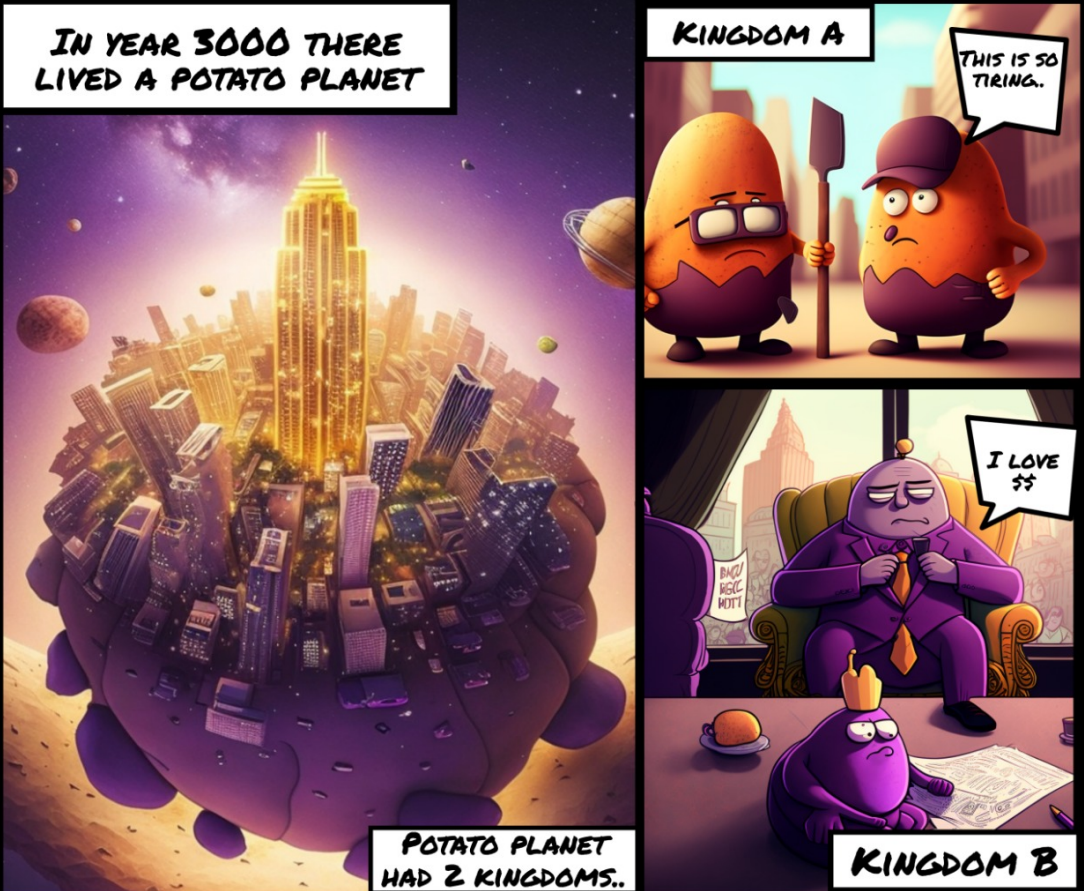 In year 3000 there
lived a potato planet
Potato planet
had 2 kingdoms..
Kingdom A
This is so
tiring..
I love
$$
Kingdom B